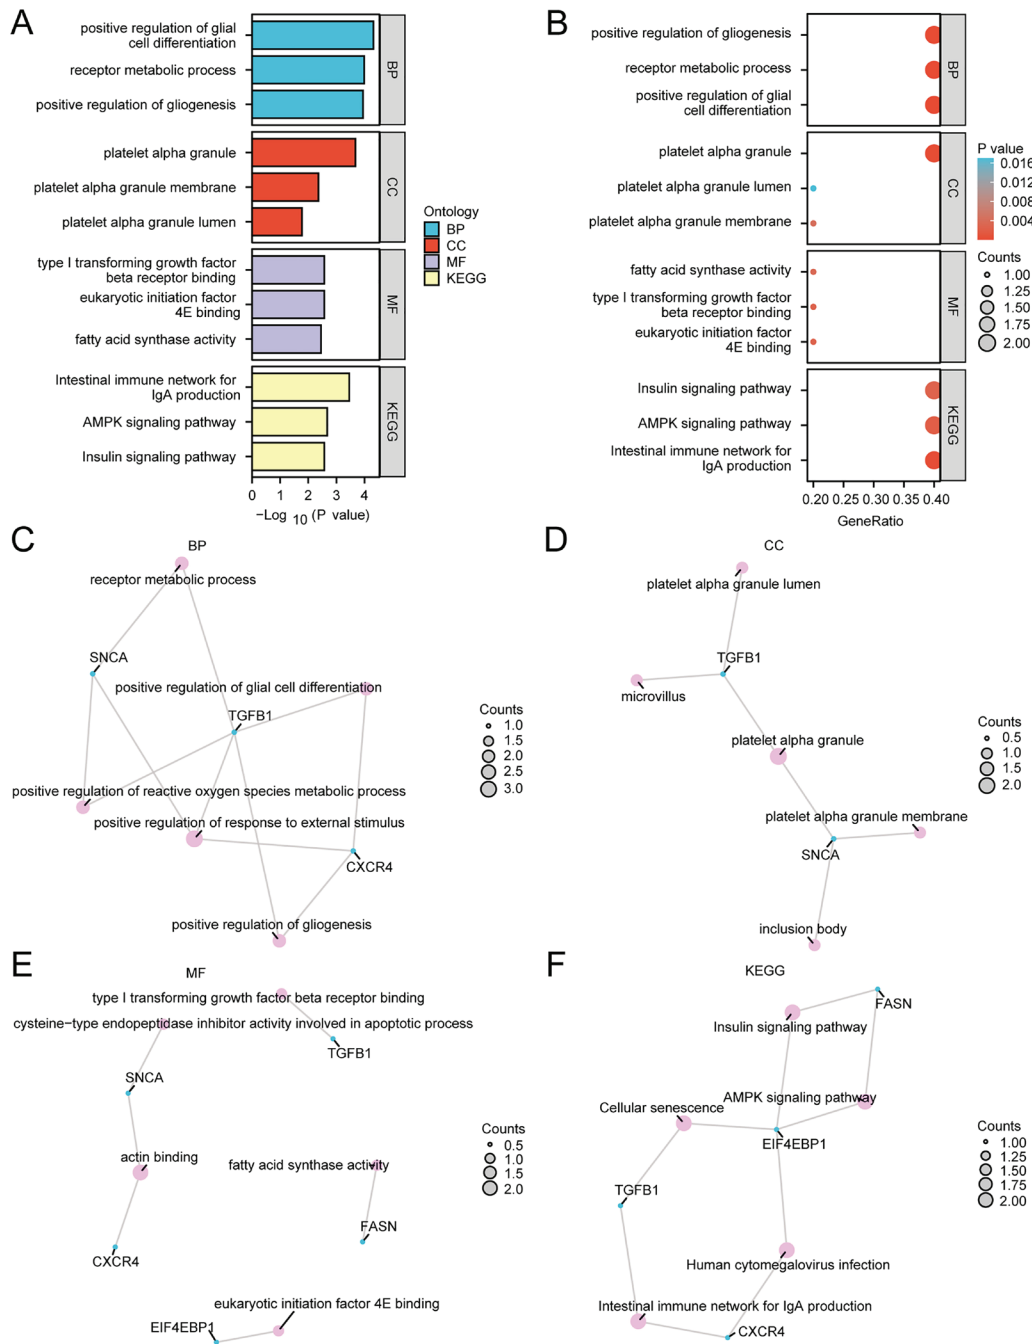 A
positive regulation of glial
cell differentiation
receptor metabolic process
positive regulation of gliogenesis
BP
platelet alpha granule
platelet alpha granule membrane
platelet alpha granule lumen
CC
type I transforming growth factor
beta receptor binding
eukaryotic initiation factor
4E binding
fatty acid synthase activity
MF
Intestinal immune network for
IgA production
AMPK signaling pathway
Insulin signaling pathway
KEGG
0 1 2 3 4
−Log 10 (P value)
Ontology
BP
CC
MF
KEGG
B
positive regulation of gliogenesis
receptor metabolic process
positive regulation of glial
cell differentiation
BP
platelet alpha granule
platelet alpha granule lumen
platelet alpha granule membrane
CC
fatty acid synthase activity
type I transforming growth factor
beta receptor binding
eukaryotic initiation factor
4E binding
MF
Insulin signaling pathway
AMPK signaling pathway
Intestinal immune network for
IgA production
KEGG
0.20 0.25 0.30 0.35 0.40
GeneRatio
P value
0.016
0.012
0.008
0.004
Counts
1.00
1.25
1.50
1.75
2.00
C
BP
receptor metabolic process
SNCA
positive regulation of glial cell differentiation
TGFB1
positive regulation of reactive oxygen species metabolic process
positive regulation of response to external stimulus
CXCR4
positive regulation of gliogenesis
Counts
1.0
1.5
2.0
2.5
3.0
D
CC
platelet alpha granule lumen
TGFB1
microvillus
platelet alpha granule
platelet alpha granule membrane
SNCA
inclusion body
Counts
0.5
1.0
1.5
2.0
E
MF
type I transforming growth factor beta receptor binding
cysteine−type endopeptidase inhibitor activity involved in apoptotic process
TGFB1
SNCA
actin binding
fatty acid synthase activity
FASN
CXCR4
eukaryotic initiation factor 4E binding
EIF4EBP1
Counts
0.5
1.0
1.5
2.0
F
KEGG
FASN
Insulin signaling pathway
AMPK signaling pathway
Cellular senescence
EIF4EBP1
TGFB1
Human cytomegalovirus infection
Intestinal immune network for IgA production
CXCR4
Counts
1.00
1.25
1.50
1.75
2.00